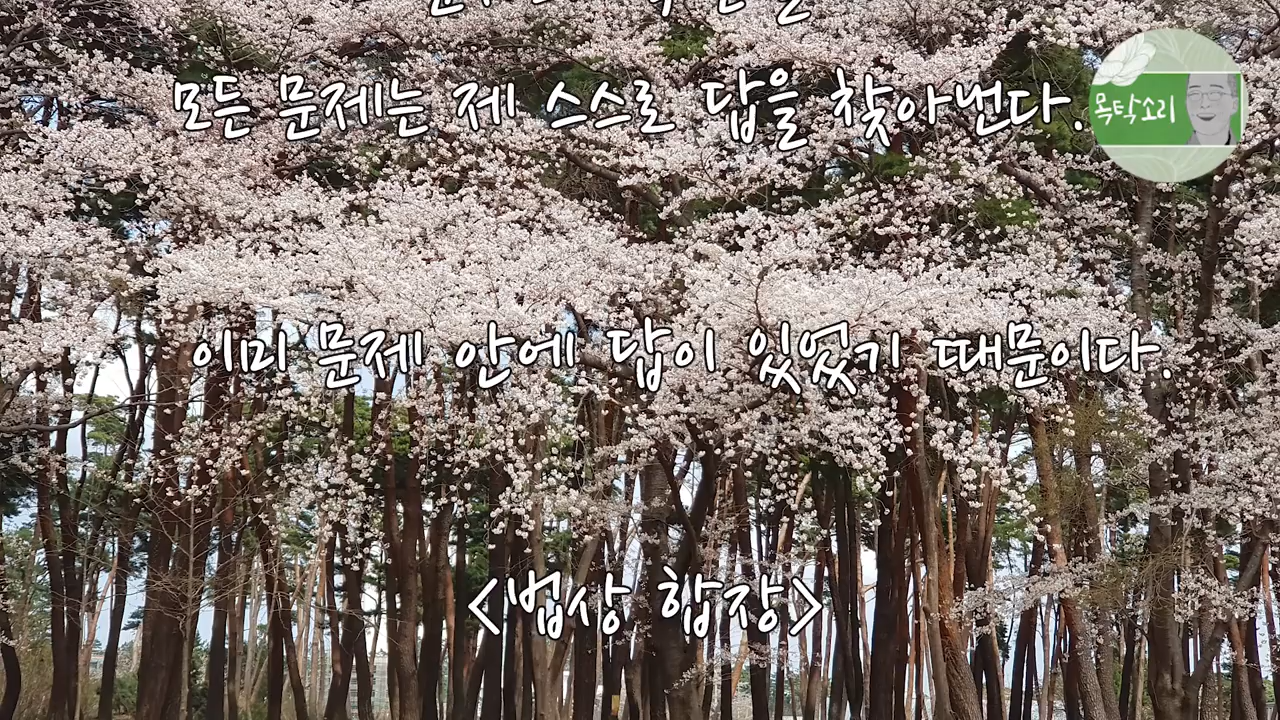 모든 문제는 제 스스로 답을 찾아낸다.
목탁소리
이미 문제 안에 답이 있었기 때문이다.
<법상 합장>